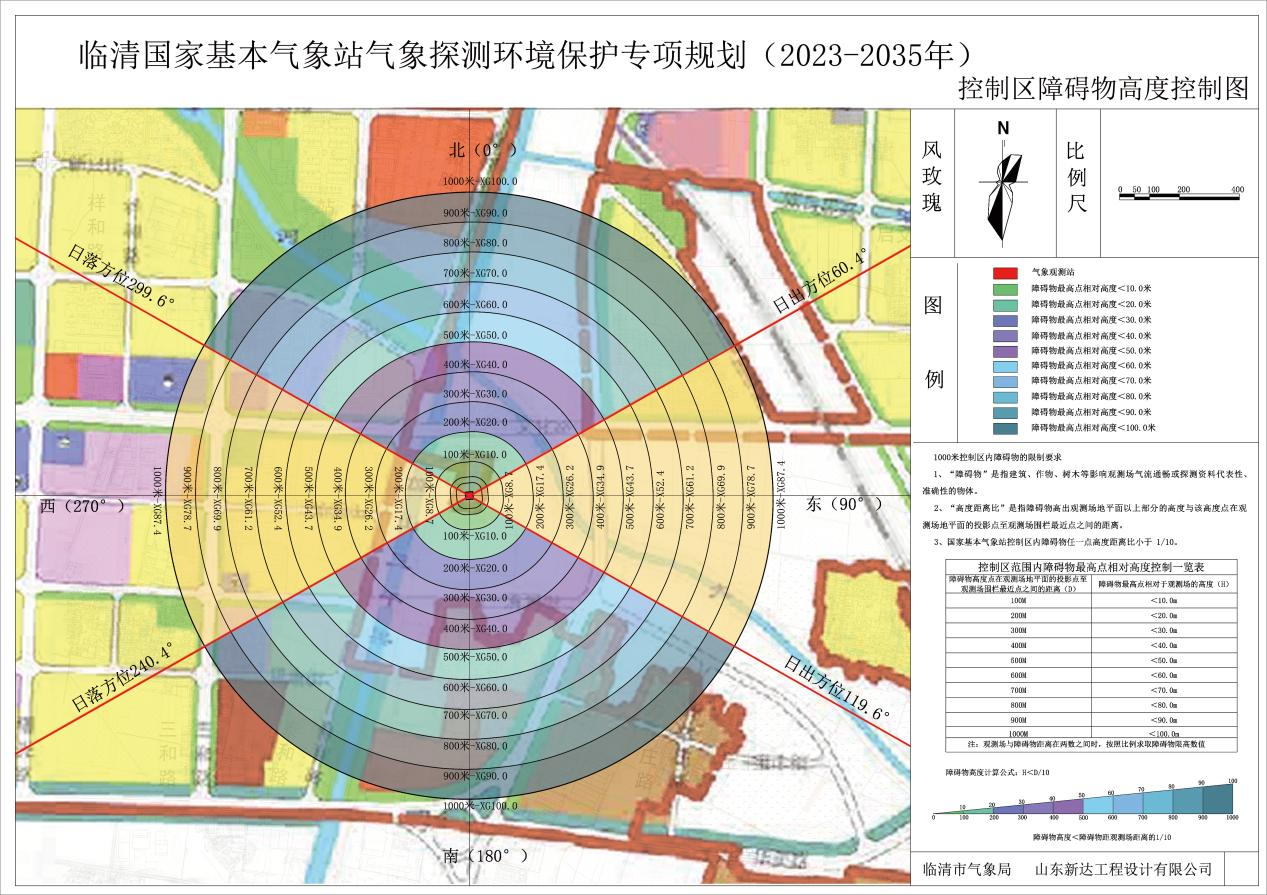 临清国家基本气象站气象探测环境保护专项规划（2023-2035年）
控制区障碍物高度控制图
北（0°）
1000米-XG100.0
900米-XG90.0
800米-XG80.0
700米-XG70.0
600米-XG60.0
500米-XG50.0
400米-XG40.0
300米-XG30.0
200米-XG20.0
100米-XG10.0
日落方位299.6°
日出方位60.4°
祥和路
西（270°）
1000米-XG87.4
900米-XG78.7
800米-XG69.9
700米-XG61.2
600米-XG52.4
500米-XG43.7
400米-XG34.9
300米-XG26.2
200米-XG17.4
100米-XG8.7
100米-XG8.7
200米-XG17.4
300米-XG26.2
400米-XG34.9
500米-XG43.7
600米-XG52.4
700米-XG61.2
800米-XG69.9
900米-XG78.7
1000米-XG87.4
东（90°）
100米-XG10.0
200米-XG20.0
300米-XG30.0
400米-XG40.0
500米-XG50.0
600米-XG60.0
700米-XG70.0
800米-XG80.0
900米-XG90.0
1000米-XG100.0
日落方位240.4°
日出方位119.6°
三和路
南（180°）
风玫瑰
N
比例尺
0 50 100 200 400
图例
气象观测站
障碍物最高点相对高度＜10.0米
障碍物最高点相对高度＜20.0米
障碍物最高点相对高度＜30.0米
障碍物最高点相对高度＜40.0米
障碍物最高点相对高度＜50.0米
障碍物最高点相对高度＜60.0米
障碍物最高点相对高度＜70.0米
障碍物最高点相对高度＜80.0米
障碍物最高点相对高度＜90.0米
障碍物最高点相对高度＜100.0米
1000米控制区内障碍物的限制要求
1、“障碍物”是指建筑、作物、树木等影响观测场气流通畅或探测资料代表性、
准确性的物体。
2、“高度距离比”是指障碍物高出观测场地平面以上部分的高度与该高度点在观
测场地平面的投影点至观测场围栏最近点之间的距离。
3、国家基本气象站控制区内障碍物任一点高度距离比小于 1/10。
控制区范围内障碍物最高点相对高度控制一览表
障碍物高度点在观测场地平面的投影点至
观测场围栏最近点之间的距离（D）
障碍物最高点相对于观测场的高度（H）
100M ＜10.0m
200M ＜20.0m
300M ＜30.0m
400M ＜40.0m
500M ＜50.0m
600M ＜60.0m
700M ＜70.0m
800M ＜80.0m
900M ＜90.0m
1000M ＜100.0m
注：观测场与障碍物距离在两数之间时，按照比例求取障碍物限高数值
障碍物高度计算公式：H＜D/10
10 20 30 40 50 60 70 80 90 100
0 100 200 300 400 500 600 700 800 900 1000
障碍物高度＜障碍物距观测场距离的1/10
临清市气象局 山东新达工程设计有限公司